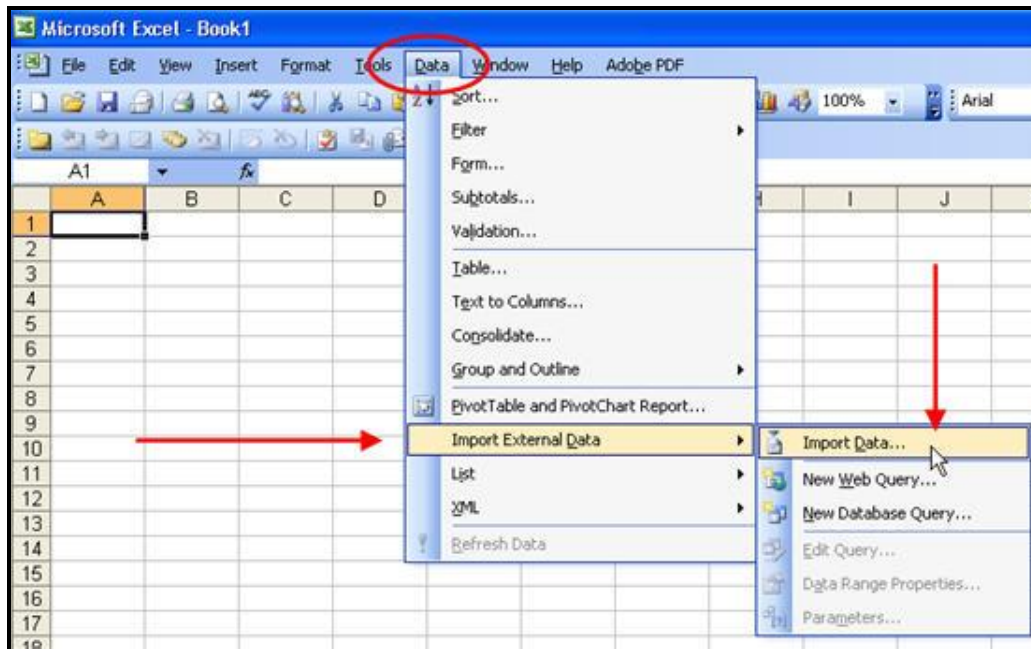 Microsoft Excel - Book1
File Edit View Insert Format Tools Data Window Help Adobe PDF
100% Arial
A1 fx
A B C D H I J
1
2
3
4
5
6
7
8
9
10
11
12
13
14
15
16
17
18
Sort...
Filter
Form...
Subtotals...
Validation...
Table...
Text to Columns...
Consolidate...
Group and Outline
PivotTable and PivotChart Report...
Import External Data
List
XML
Refresh Data
Import Data...
New Web Query...
New Database Query...
Edit Query...
Data Range Properties...
Parameters...